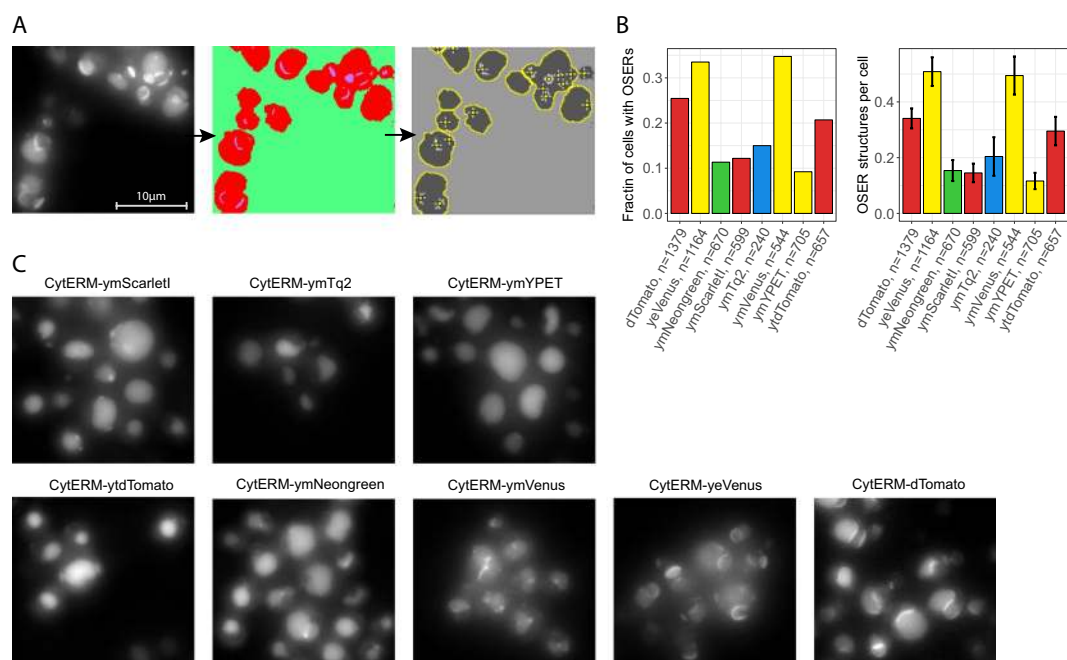 A
10µm
B
Fractin of cells with OSERs
0.3
0.2
0.1
0.0
dTomato, n=1379
yeVenus, n=1164
ymNeongreen, n=670
ymScarletI, n=599
ymTq2, n=240
ymVenus, n=544
ymYPET, n=705
ytdTomato, n=657
OSER structures per cell
0.4
0.2
0.0
dTomato, n=1379
yeVenus, n=1164
ymNeongreen, n=670
ymScarletI, n=599
ymTq2, n=240
ymVenus, n=544
ymYPET, n=705
ytdTomato, n=657
C
CytERM-ymScarletI
CytERM-ymTq2
CytERM-ymYPET
CytERM-ytdTomato
CytERM-ymNeongreen
CytERM-ymVenus
CytERM-yeVenus
CytERM-dTomato